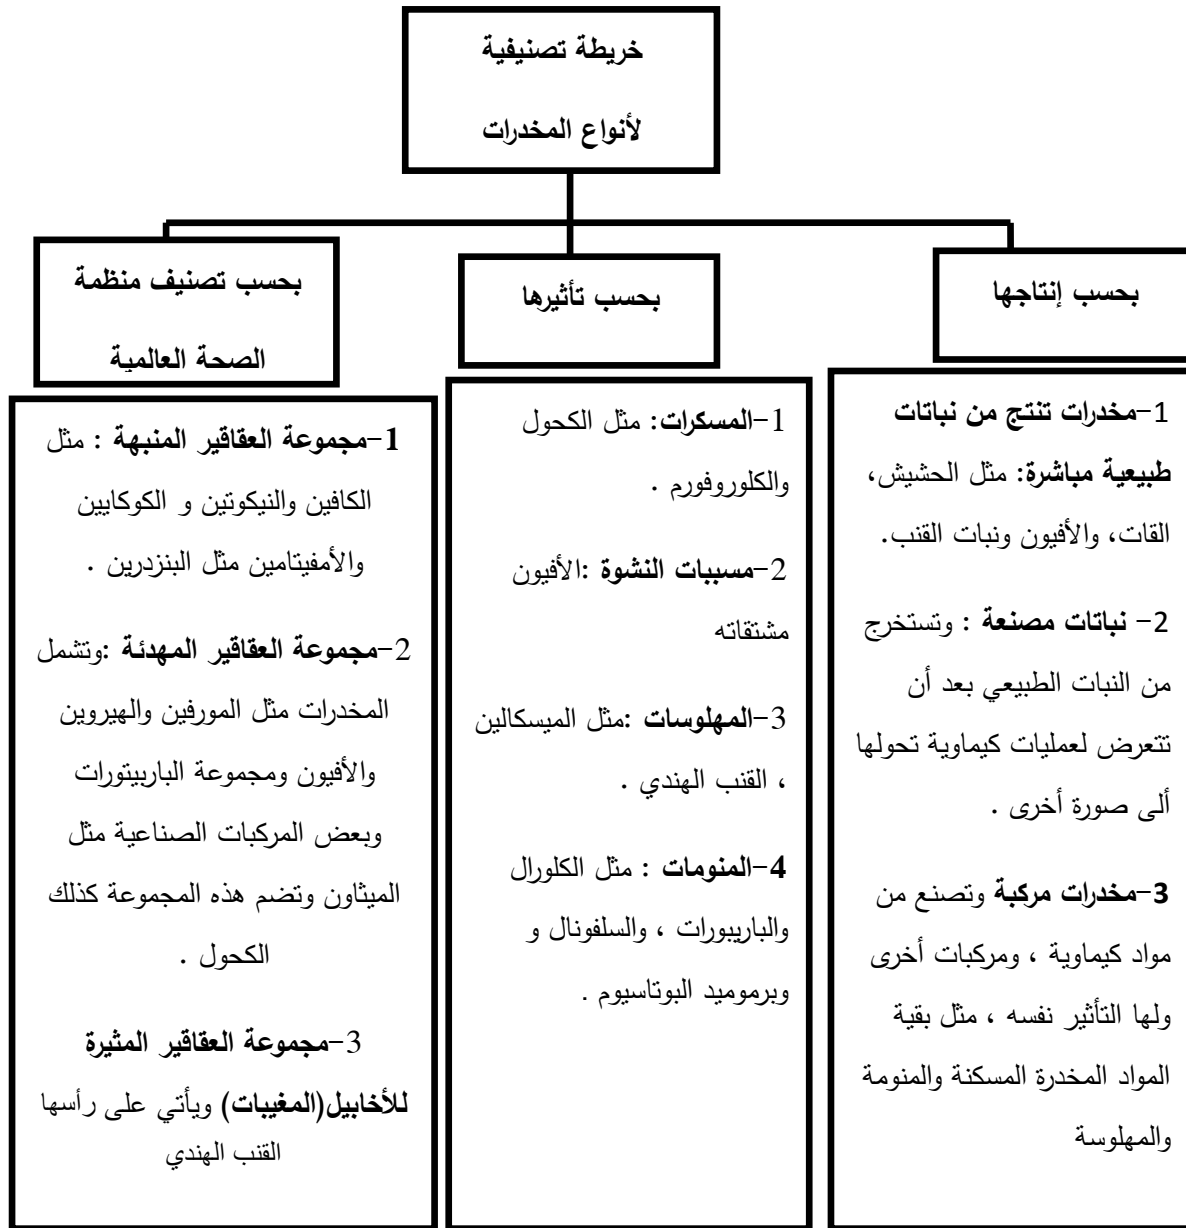 خريطة تصنيفية
لأنواع المخدرات
بحسب إنتاجها
1-مخدرات تنتج من نباتات
طبيعية مباشرة: مثل الحشيش،
القات، والأفيون ونبات القنب.
2- نباتات مصنعة : وتستخرج
من النبات الطبيعي بعد أن
تتعرض لعمليات كيماوية تحولها
ألى صورة أخرى .
3-مخدرات مركبة وتصنع من
مواد كيماوية ، ومركبات أخرى
ولها التأثير نفسه ، مثل بقية
المواد المخدرة المسكنة والمنومة
والمهلوسة
بحسب تأثيرها
1-المسكرات: مثل الكحول
والكلوروفورم .
2-مسببات النشوة :الأفيون
مشتقاته
3-المهلوسات :مثل الميسكالين
، القنب الهندي .
4-المنومات : مثل الكلورال
والباريبورات ، والسلفونال و
وبرموميد البوتاسيوم .
بحسب تصنيف منظمة
الصحة العالمية
1-مجموعة العقاقير المنبهة : مثل
الكافين والنيكوتين و الكوكايين
والأمفيتامين مثل البنزدرين .
2-مجموعة العقاقير المهدئة :وتشمل
المخدرات مثل المورفين والهيروين
والأفيون ومجموعة الباربيتورات
وبعض المركبات الصناعية مثل
الميثاون وتضم هذه المجموعة كذلك
الكحول .
3-مجموعة العقاقير المثيرة
للأخابيل(المغيبات) ويأتي على رأسها
القنب الهندي